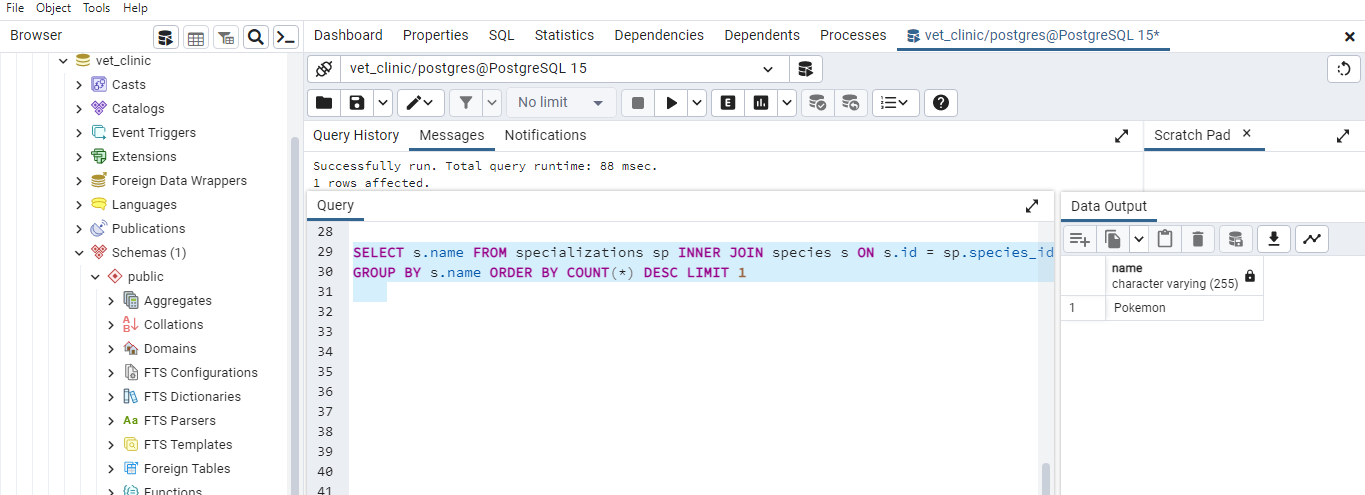 File Object Tools Help
Browser
Dashboard Properties SQL Statistics Dependencies Dependents Processes vet_clinic/postgres@PostgreSQL 15*
vet_clinic
Casts
Catalogs
Event Triggers
Extensions
Foreign Data Wrappers
Languages
Publications
Schemas (1)
public
Aggregates
Collations
Domains
FTS Configurations
FTS Dictionaries
Aa FTS Parsers
FTS Templates
Foreign Tables
Functions
vet_clinic/postgres@PostgreSQL 15
No limit
E
Query History Messages Notifications
Scratch Pad
Successfully run. Total query runtime: 88 msec.
1 rows affected.
Query
28
29 SELECT s.name FROM specializations sp INNER JOIN species s ON s.id = sp.species_id
30 GROUP BY s.name ORDER BY COUNT(*) DESC LIMIT 1
31
32
33
34
35
36
37
38
39
40
41
Data Output
name
character varying (255)
1 Pokemon